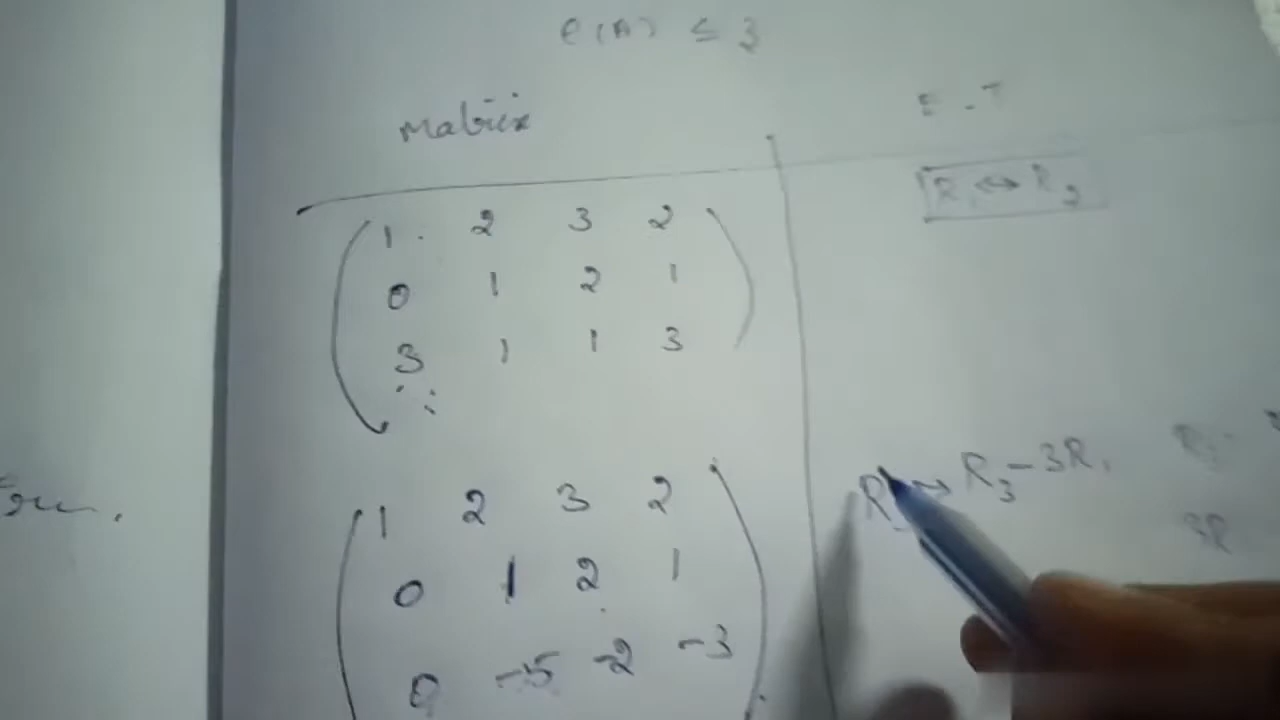 ρ(A) ≤ 3
Matrix E.T
R₁ ↔ R₂
1 2 3 2
0 1 2 1
3 1 1 3
R₃ → R₃ - 3R₁
1 2 3 2
0 1 2 1
0 -5 -2 -3
3R